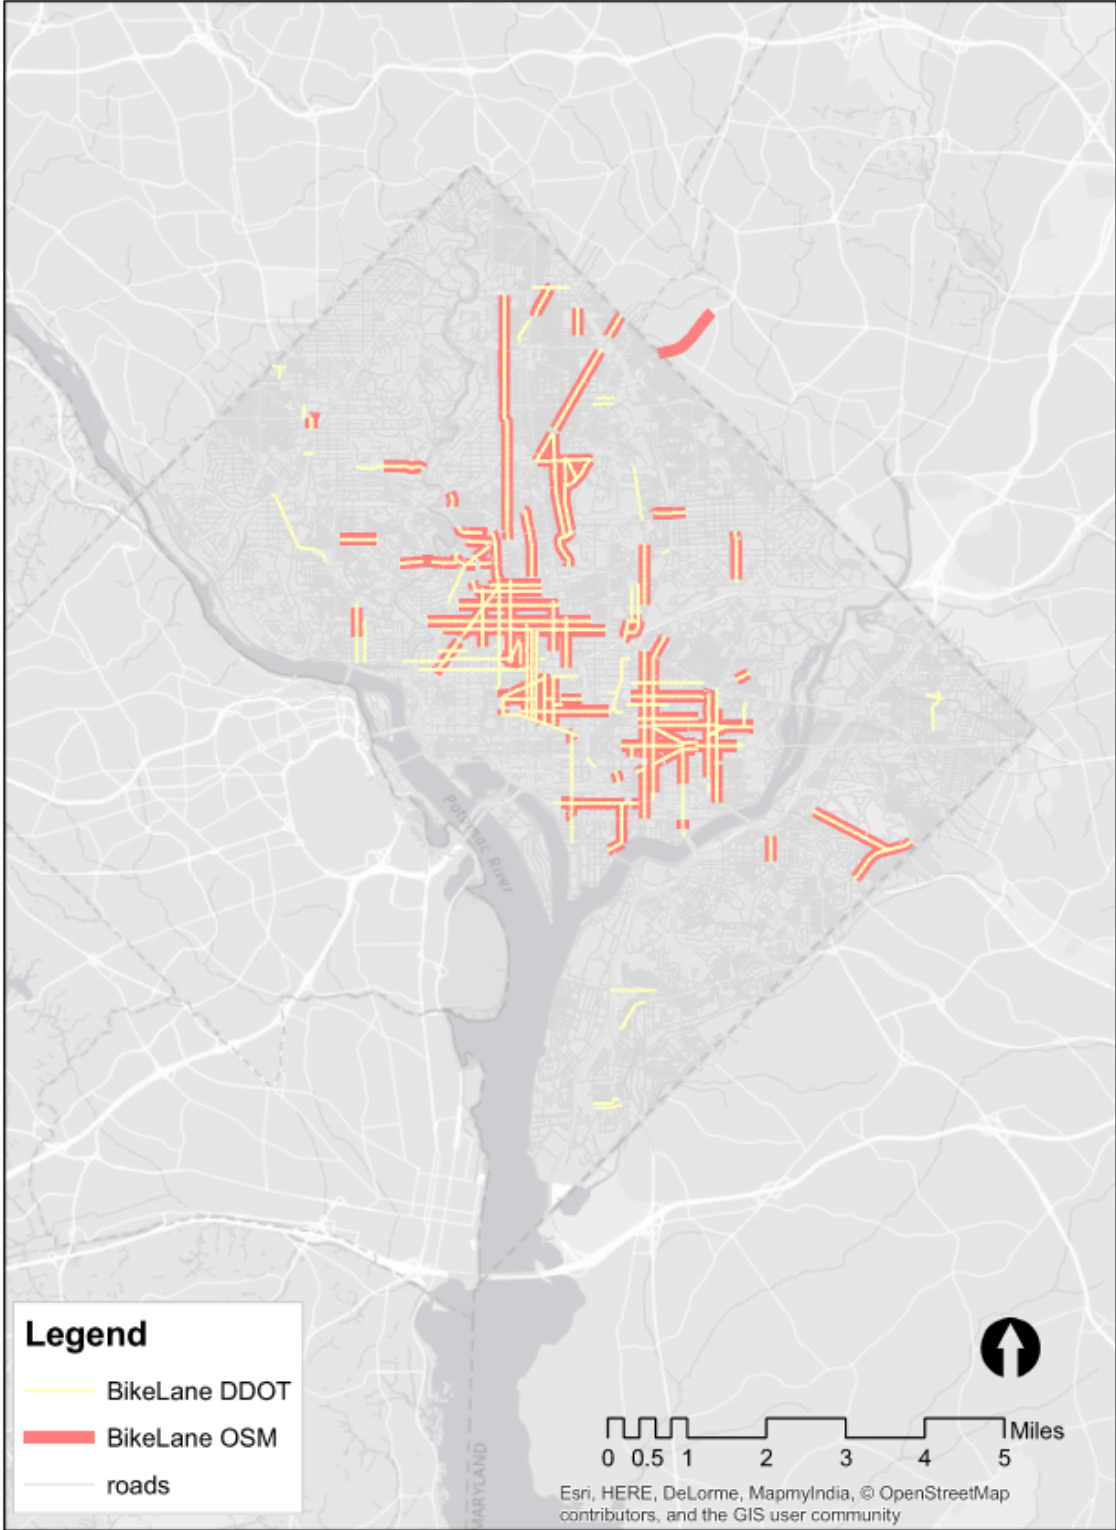 Potomac River
MARYLAND
Legend
BikeLane DDOT
BikeLane OSM
roads
Miles
0 0.5 1 2 3 4 5
Esri, HERE, DeLorme, MapmyIndia, © OpenStreetMap
contributors, and the GIS user community